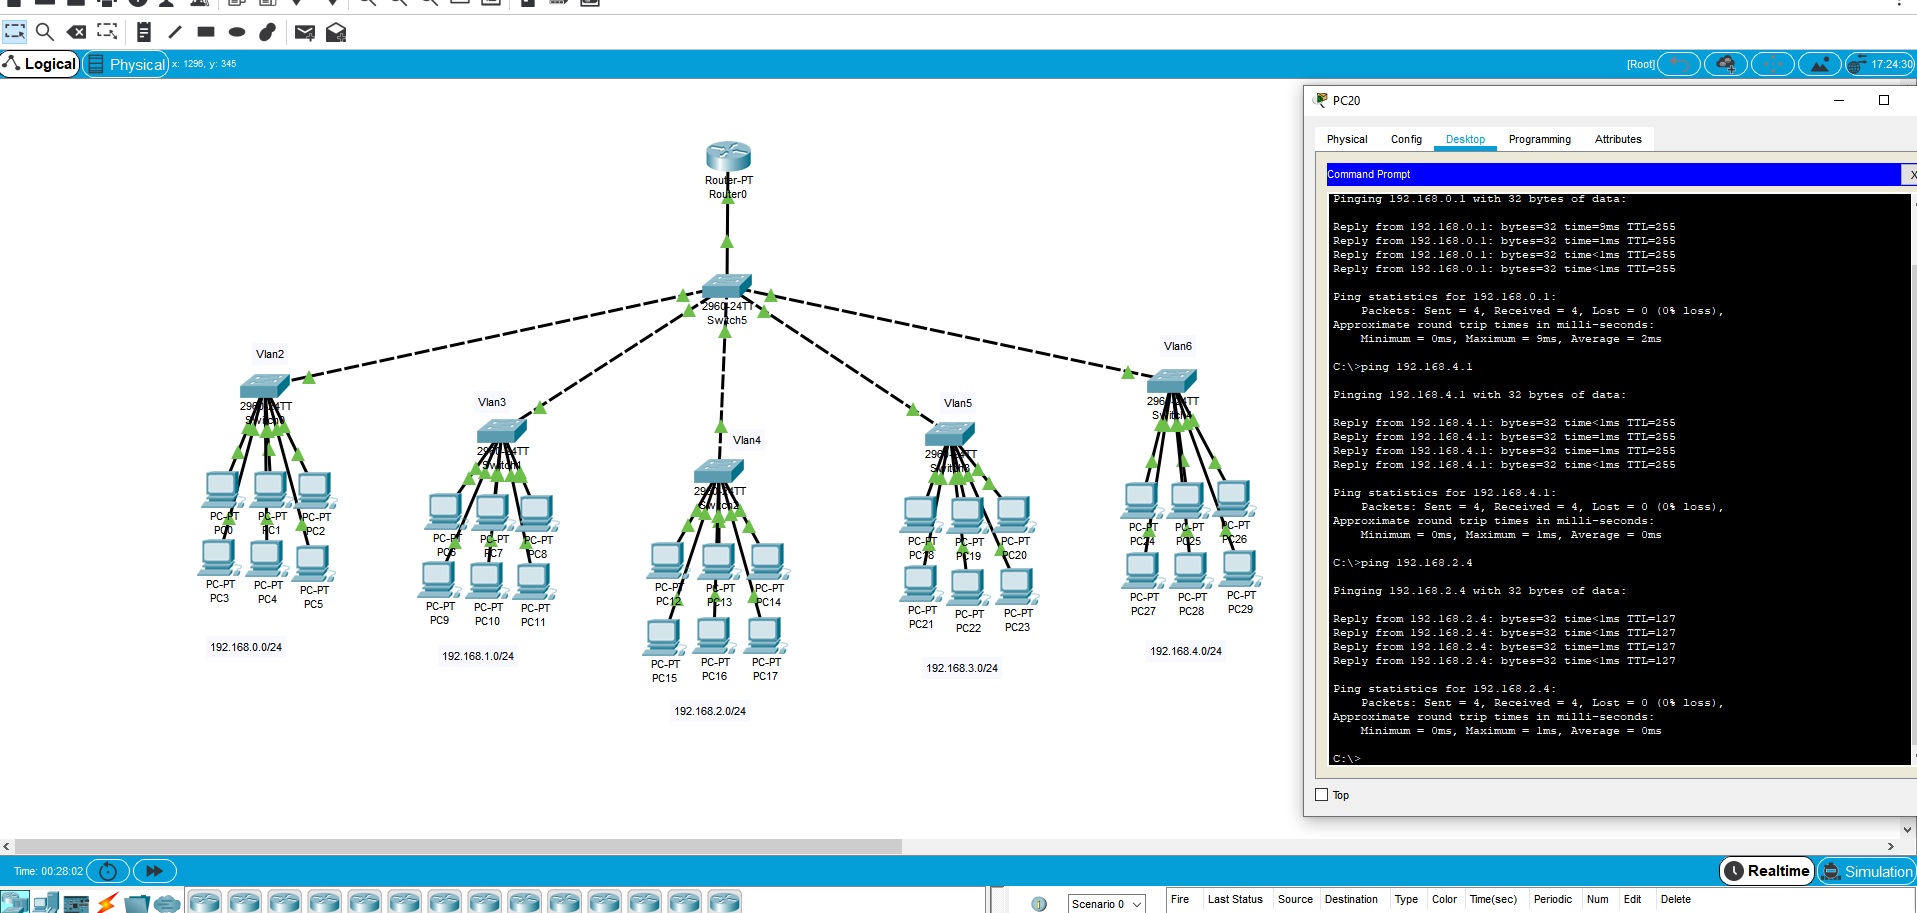 Logical
Physical
x: 1296, y: 345
[Root]
17:24:30
Router-PT
Router0
2960-24TT
Switch5
Vlan2
2960-24TT
Switch0
PC-PT
PC0
PC-PT
PC1
PC-PT
PC2
PC-PT
PC3
PC-PT
PC4
PC-PT
PC5
192.168.0.0/24
Vlan3
2960-24TT
Switch1
PC-PT
PC6
PC-PT
PC7
PC-PT
PC8
PC-PT
PC9
PC-PT
PC10
PC-PT
PC11
192.168.1.0/24
Vlan4
2960-24TT
Switch2
PC-PT
PC12
PC-PT
PC13
PC-PT
PC14
PC-PT
PC15
PC-PT
PC16
PC-PT
PC17
192.168.2.0/24
Vlan5
2960-24TT
Switch3
PC-PT
PC18
PC-PT
PC19
PC-PT
PC20
PC-PT
PC21
PC-PT
PC22
PC-PT
PC23
192.168.3.0/24
Vlan6
2960-24TT
Switch4
PC-PT
PC24
PC-PT
PC25
PC-PT
PC26
PC-PT
PC27
PC-PT
PC28
PC-PT
PC29
192.168.4.0/24
PC20
Physical Config Desktop Programming Attributes
Command Prompt
X
Pinging 192.168.0.1 with 32 bytes of data:
Reply from 192.168.0.1: bytes=32 time=9ms TTL=255
Reply from 192.168.0.1: bytes=32 time=1ms TTL=255
Reply from 192.168.0.1: bytes=32 time<1ms TTL=255
Reply from 192.168.0.1: bytes=32 time<1ms TTL=255
Ping statistics for 192.168.0.1:
Packets: Sent = 4, Received = 4, Lost = 0 (0% loss),
Approximate round trip times in milli-seconds:
Minimum = 0ms, Maximum = 9ms, Average = 2ms
C:\>ping 192.168.4.1
Pinging 192.168.4.1 with 32 bytes of data:
Reply from 192.168.4.1: bytes=32 time<1ms TTL=255
Reply from 192.168.4.1: bytes=32 time=1ms TTL=255
Reply from 192.168.4.1: bytes=32 time=1ms TTL=255
Reply from 192.168.4.1: bytes=32 time<1ms TTL=255
Ping statistics for 192.168.4.1:
Packets: Sent = 4, Received = 4, Lost = 0 (0% loss),
Approximate round trip times in milli-seconds:
Minimum = 0ms, Maximum = 1ms, Average = 0ms
C:\>ping 192.168.2.4
Pinging 192.168.2.4 with 32 bytes of data:
Reply from 192.168.2.4: bytes=32 time<1ms TTL=127
Reply from 192.168.2.4: bytes=32 time<1ms TTL=127
Reply from 192.168.2.4: bytes=32 time=1ms TTL=127
Reply from 192.168.2.4: bytes=32 time<1ms TTL=127
Ping statistics for 192.168.2.4:
Packets: Sent = 4, Received = 4, Lost = 0 (0% loss),
Approximate round trip times in milli-seconds:
Minimum = 0ms, Maximum = 1ms, Average = 0ms
C:\>
Top
Time: 00:28:02
Realtime
Simulation
Scenario 0
Fire Last Status Source Destination Type Color Time(sec) Periodic Num Edit Delete